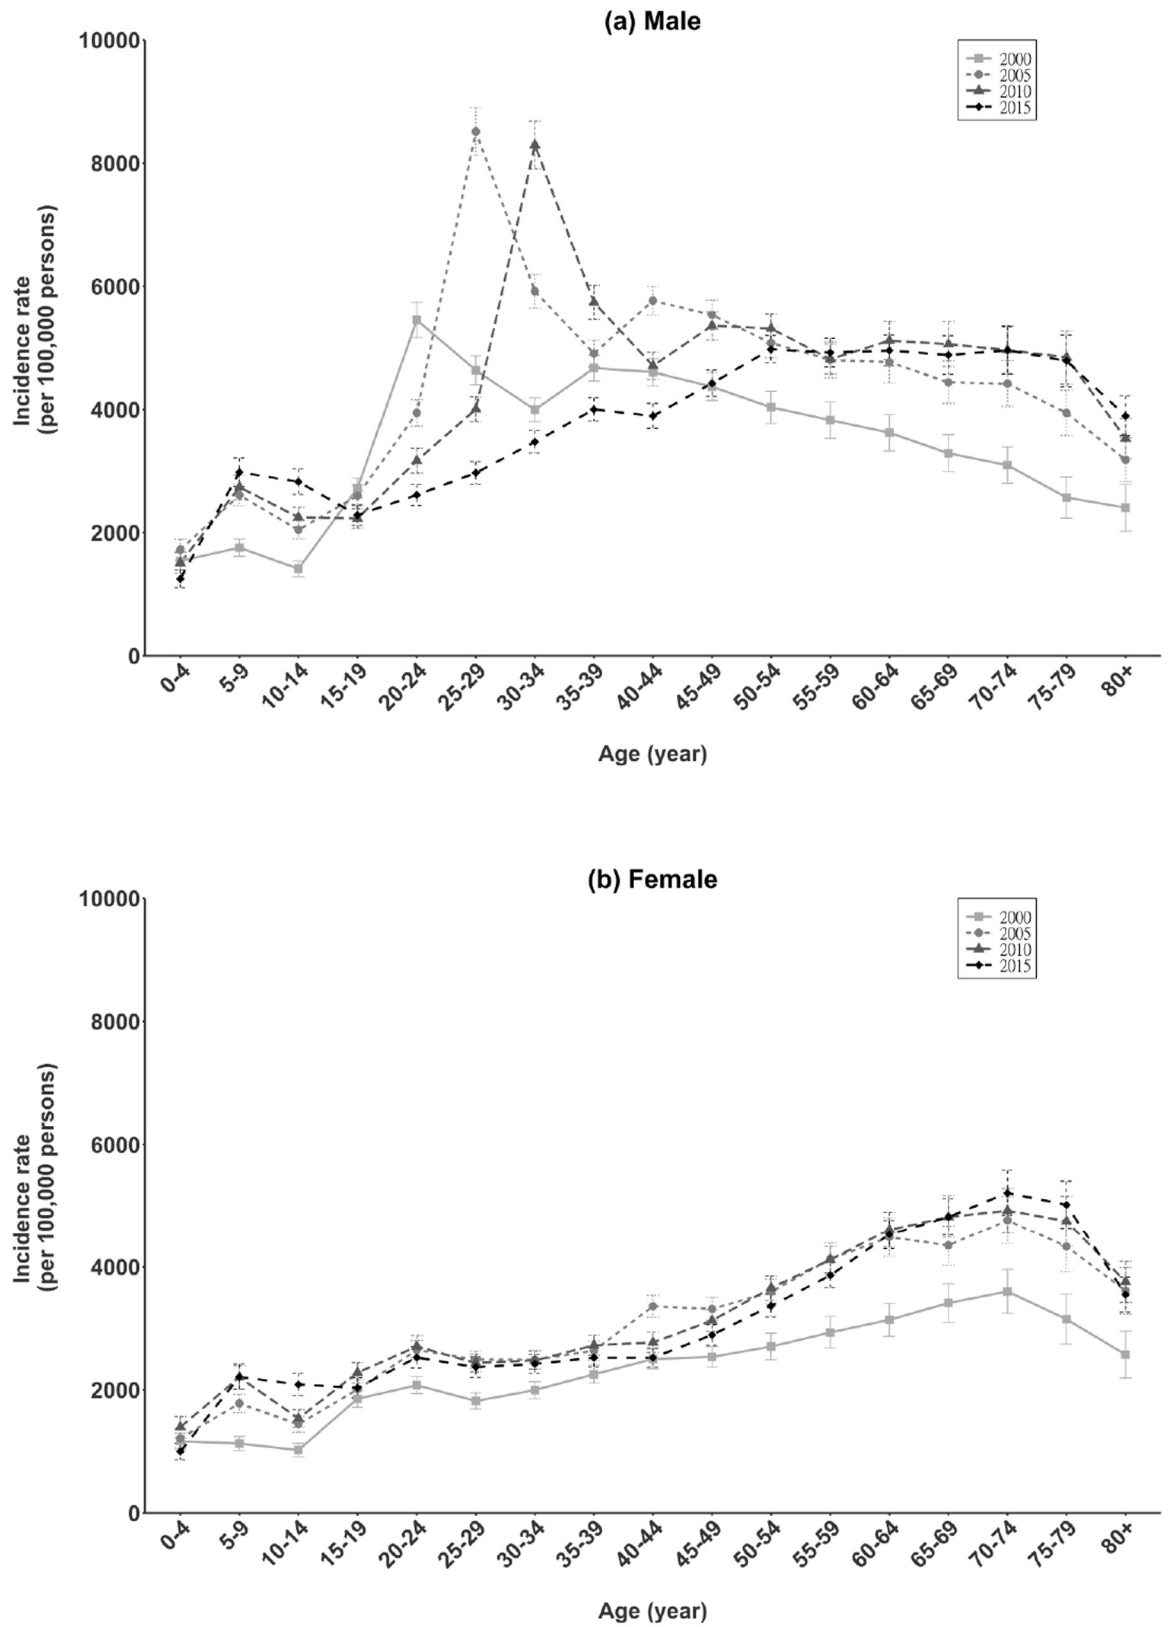 (a) Male
10000
8000
6000
4000
2000
0
Incidence rate
(per 100,000 persons)
2000
2005
2010
2015
0-4 5-9 10-14 15-19 20-24 25-29 30-34 35-39 40-44 45-49 50-54 55-59 60-64 65-69 70-74 75-79 80+
Age (year)
(b) Female
10000
8000
6000
4000
2000
0
Incidence rate
(per 100,000 persons)
2000
2005
2010
2015
0-4 5-9 10-14 15-19 20-24 25-29 30-34 35-39 40-44 45-49 50-54 55-59 60-64 65-69 70-74 75-79 80+
Age (year)